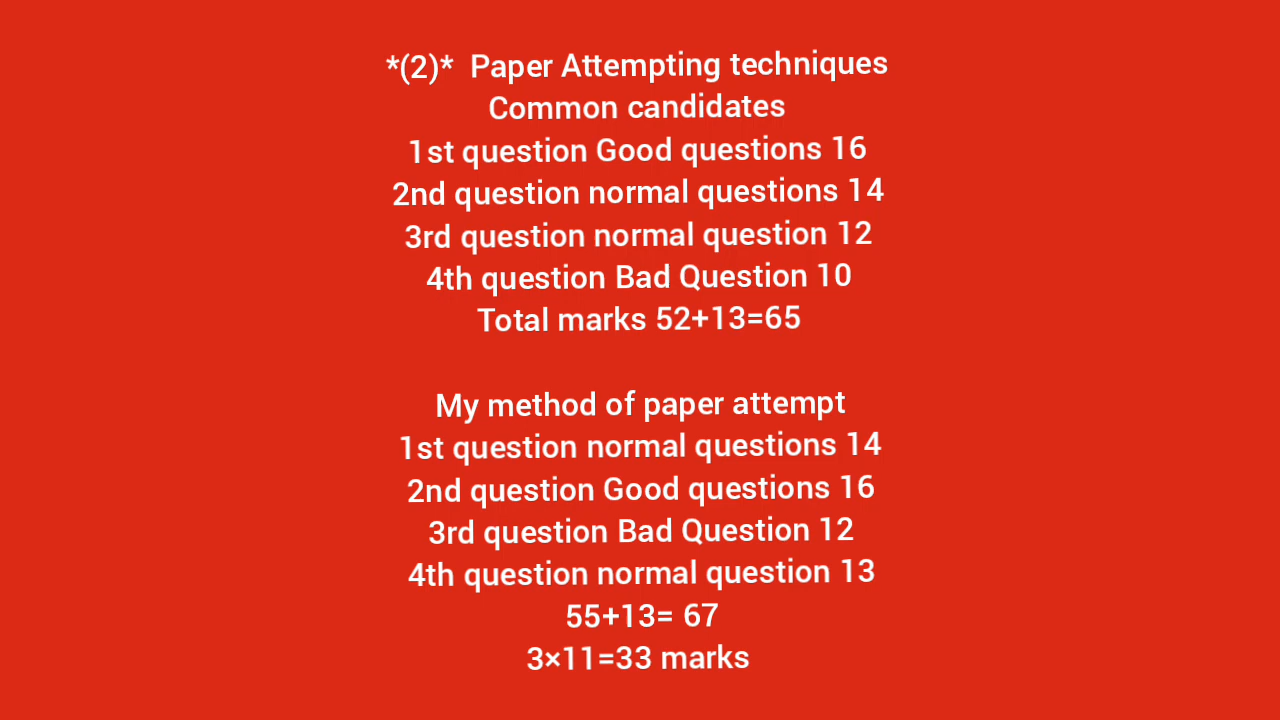 *(2)* Paper Attempting techniques
Common candidates
1st question Good questions 16
2nd question normal questions 14
3rd question normal question 12
4th question Bad Question 10
Total marks 52+13=65
My method of paper attempt
1st question normal questions 14
2nd question Good questions 16
3rd question Bad Question 12
4th question normal question 13
55+13= 67
3×11=33 marks